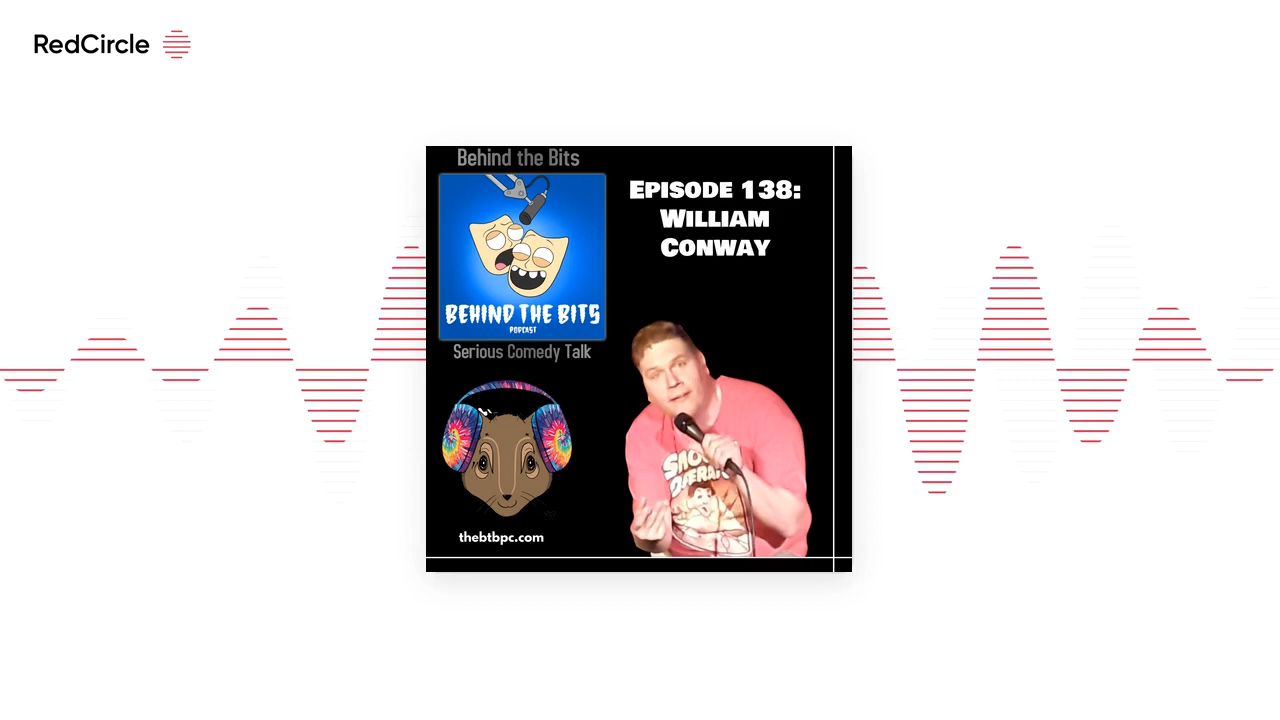 RedCircle
Behind the Bits
BEHIND THE BITS
PODCAST
Serious Comedy Talk
thebtbpc.com
EPISODE 138:
WILLIAM
CONWAY